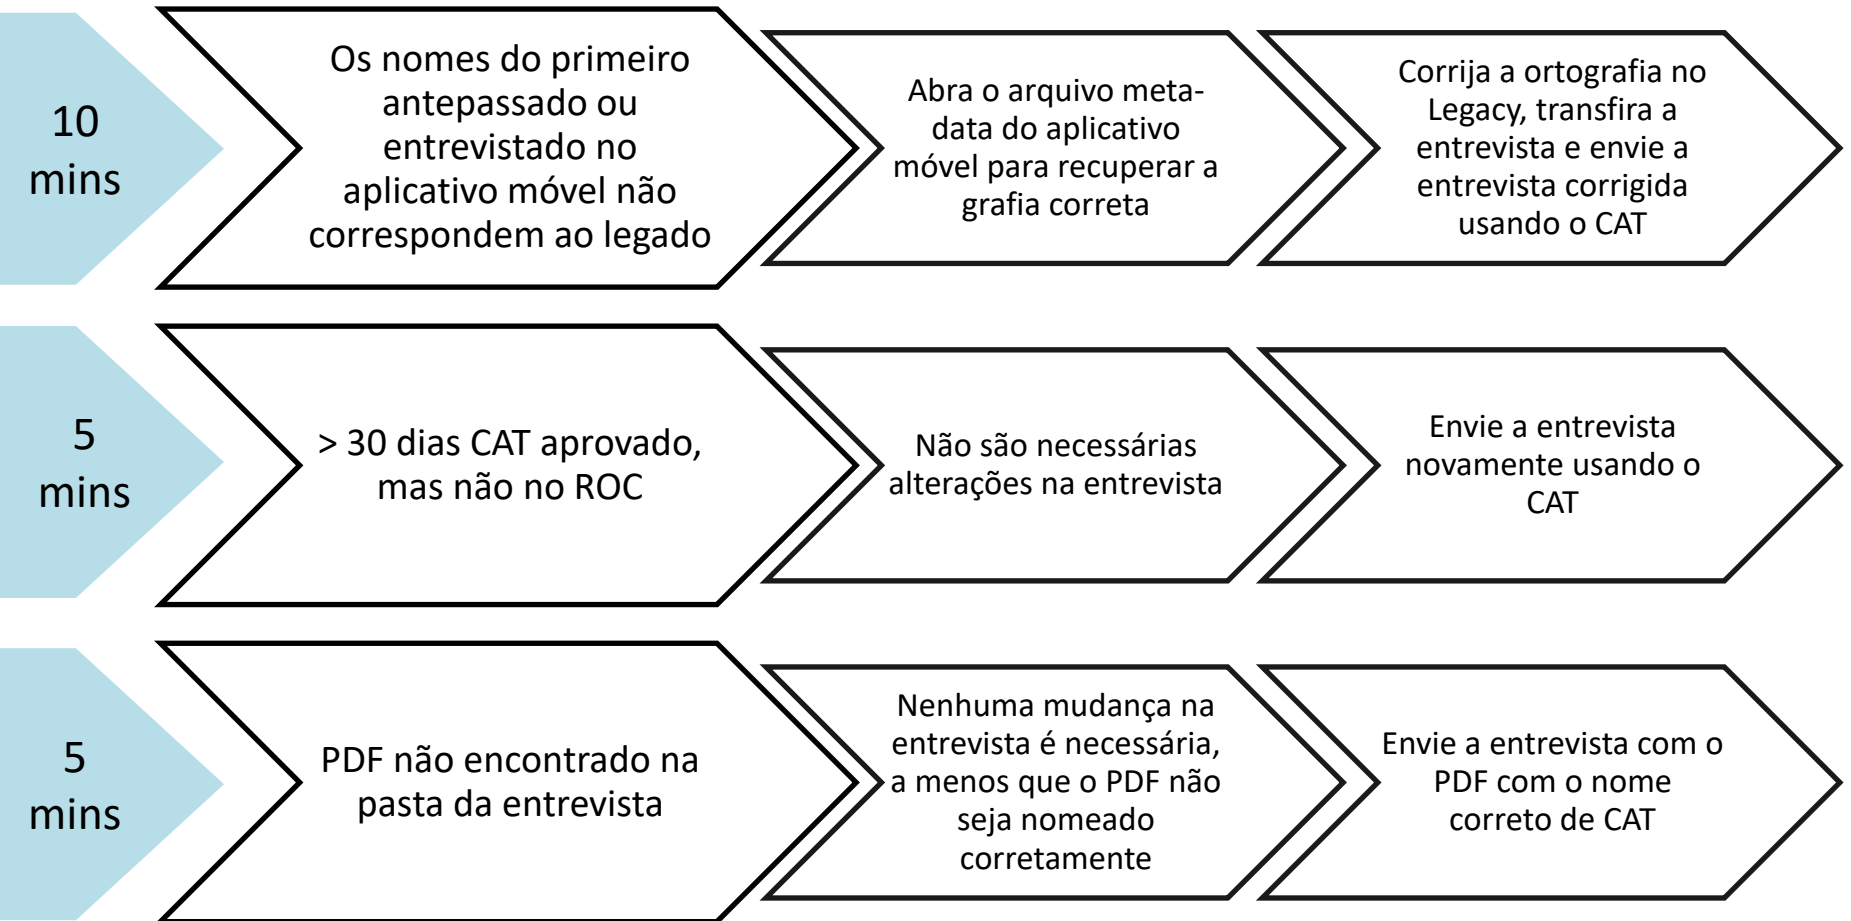 10
mins
Os nomes do primeiro
antepassado ou
entrevistado no
aplicativo móvel não
correspondem ao legado
Abra o arquivo meta-
data do aplicativo
móvel para recuperar a
grafia correta
Corrija a ortografia no
Legacy, transfira a
entrevista e envie a
entrevista corrigida
usando o CAT
5
mins
> 30 dias CAT aprovado,
mas não no ROC
Não são necessárias
alterações na entrevista
Envie a entrevista
novamente usando o
CAT
5
mins
PDF não encontrado na
pasta da entrevista
Nenhuma mudança na
entrevista é necessária,
a menos que o PDF não
seja nomeado
corretamente
Envie a entrevista com o
PDF com o nome
correto de CAT